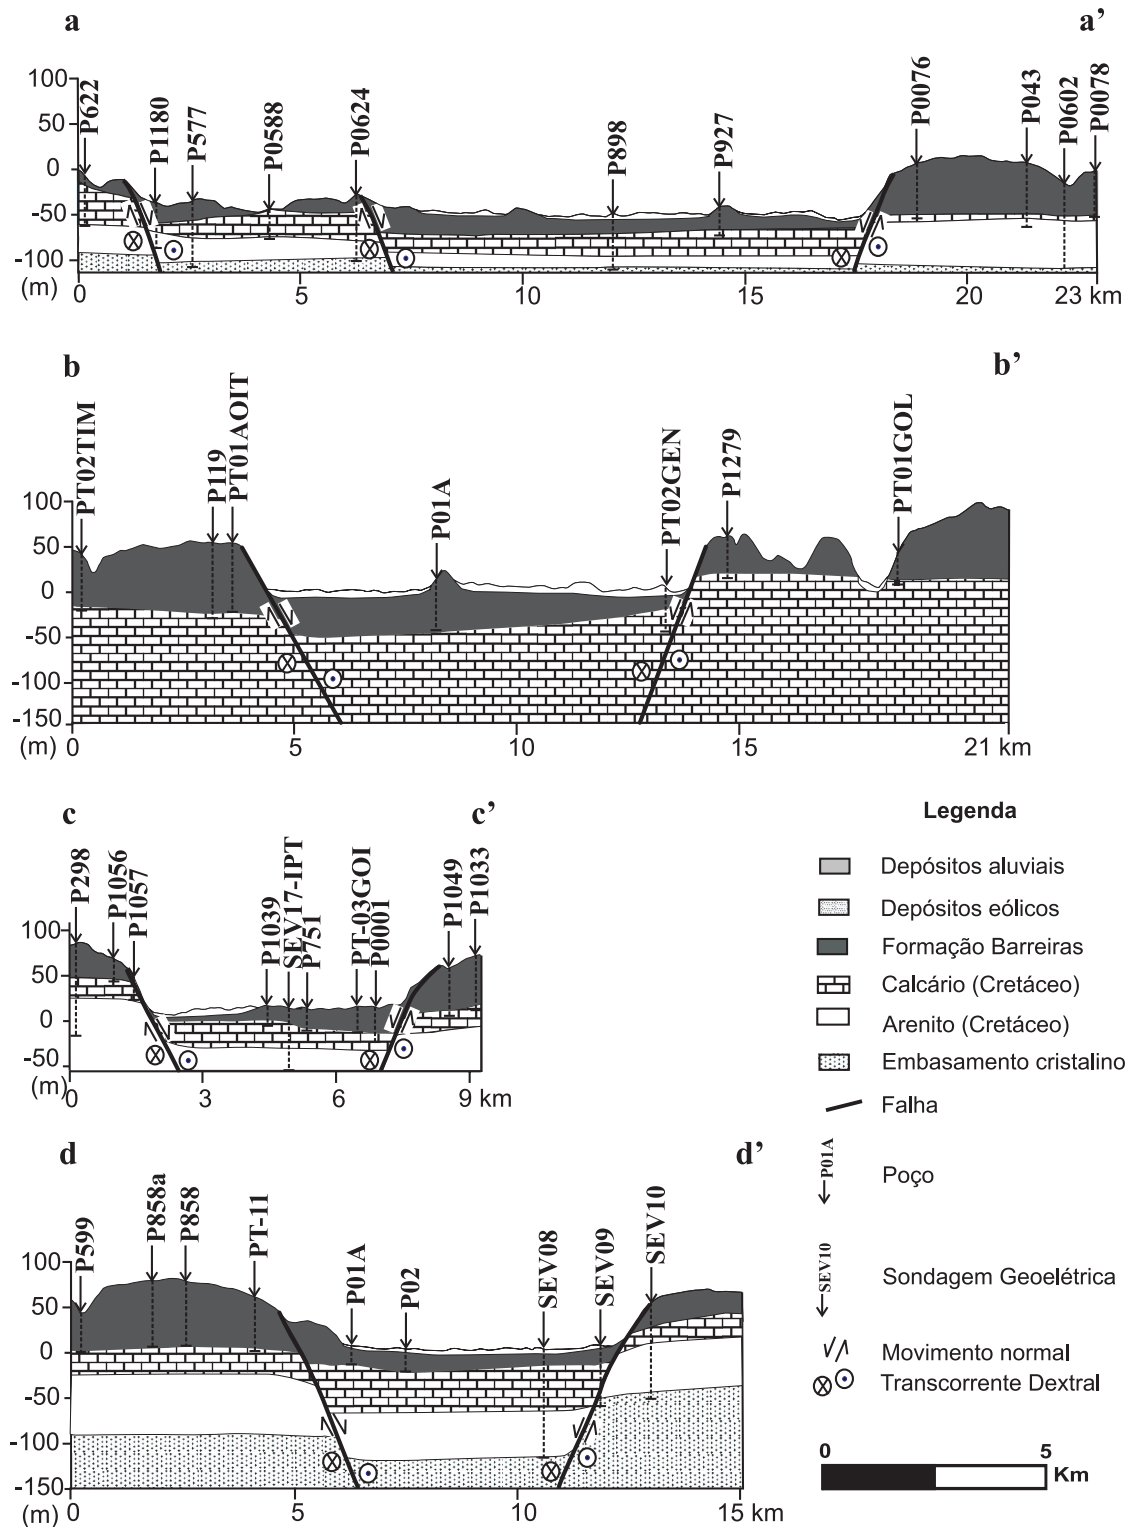 a a'
P622 P1180 P577 P0588 P0624 P898 P927 P0076 P043 P0602 P0078
100
50
0
-50
-100
(m) 0 5 10 15 20 23 km
b b'
PT02TIM P119 PT01AOIT P01A PT02GEN P1279 PT01GOL
100
50
0
-50
-100
-150
(m) 0 5 10 15 21 km
c c'
P298 P1056 P1057 P1039 SEV17-IPT P751 PT-03GOI P0001 P1049 P1033
100
50
0
-50
(m) 0 3 6 9 km
Legenda
Depósitos aluviais
Depósitos eólicos
Formação Barreiras
Calcário (Cretáceo)
Arenito (Cretáceo)
Embasamento cristalino
Falha
P01A Poço
SEV10 Sondagem Geoelétrica
Movimento normal
Transcorrente Dextral
0 5
Km
d d'
P599 P858a P858 PT-11 P01A P02 SEV08 SEV09 SEV10
100
50
0
-50
-100
-150
(m) 0 5 10 15 km